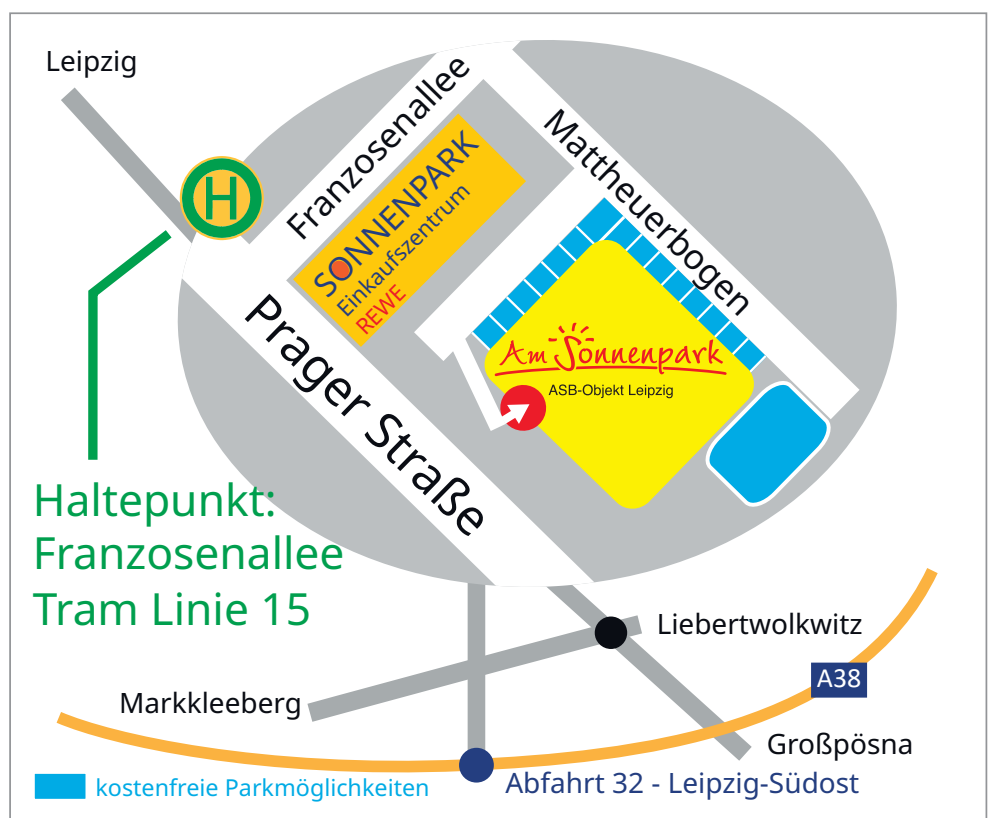 Leipzig
H
Franzosenallee
Mattheuerbogen
SONNENPARK
Einkaufszentrum
REWE
Prager Straße
Am Sonnenpark
ASB-Objekt Leipzig
Haltepunkt:
Franzosenallee
Tram Linie 15
Liebertwolkwitz
A38
Markkleeberg
Großpösna
Abfahrt 32 - Leipzig-Südost
kostenfreie Parkmöglichkeiten